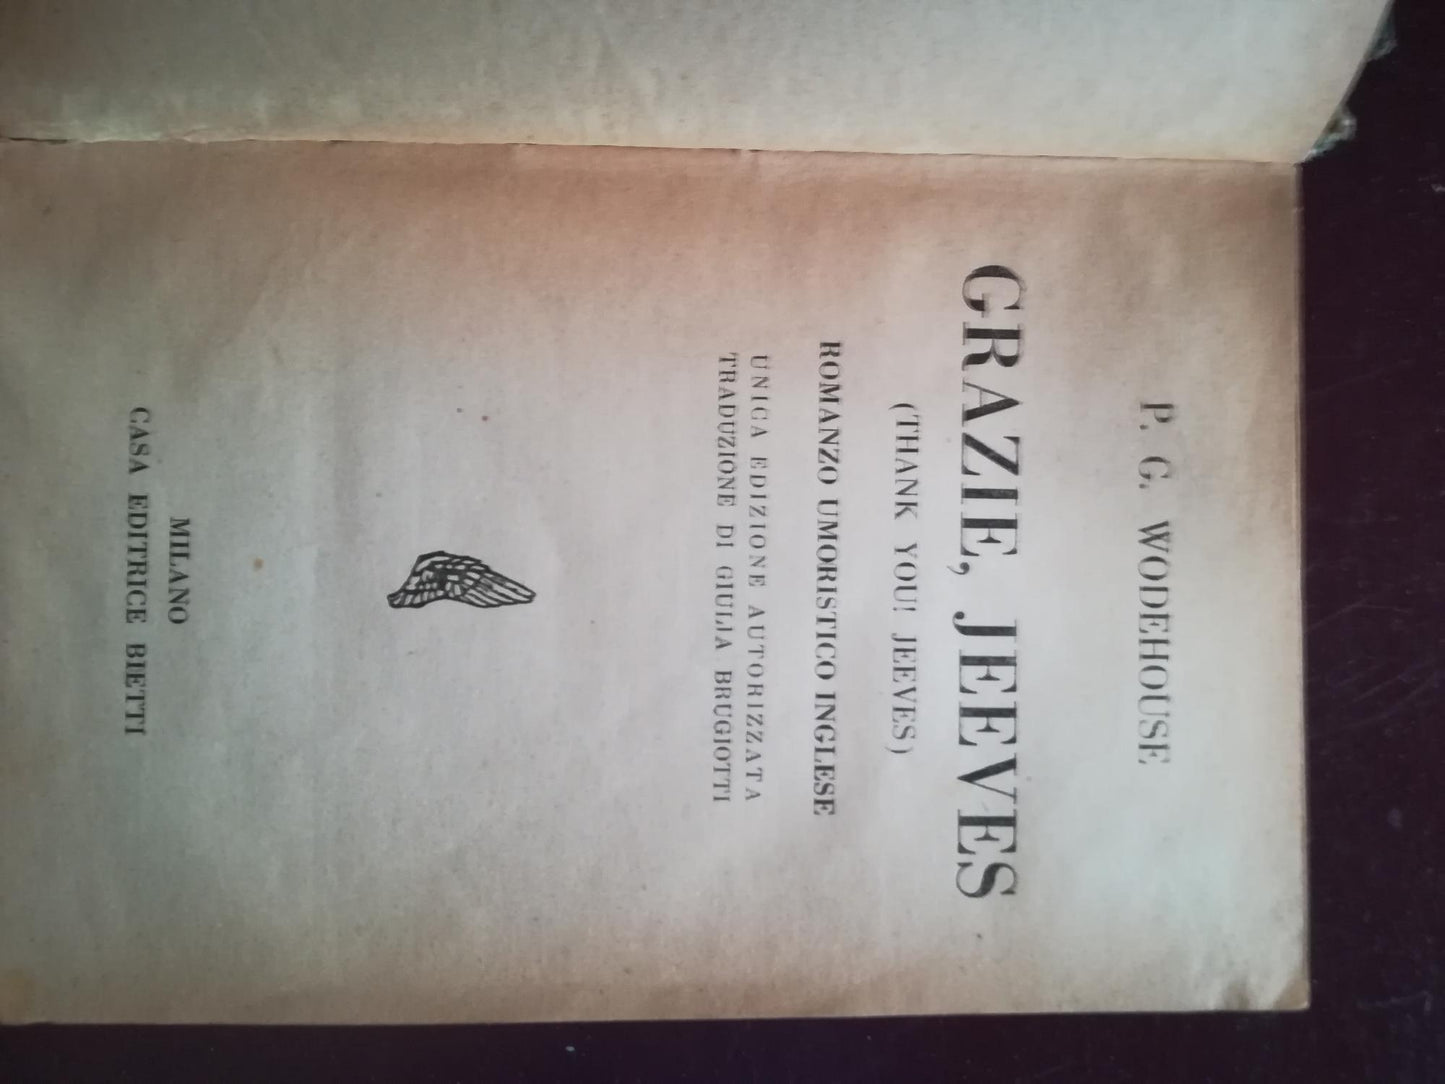 P. G. WODEHOUSE
GRAZIE, JEEVES
(THANK YOU! JEEVES)
ROMANZO UMORISTICO INGLESE
UNICA EDIZIONE AUTORIZZATA
TRADUZIONE DI GIULIA BRUGIOTTI
MILANO
CASA EDITRICE BIETTI